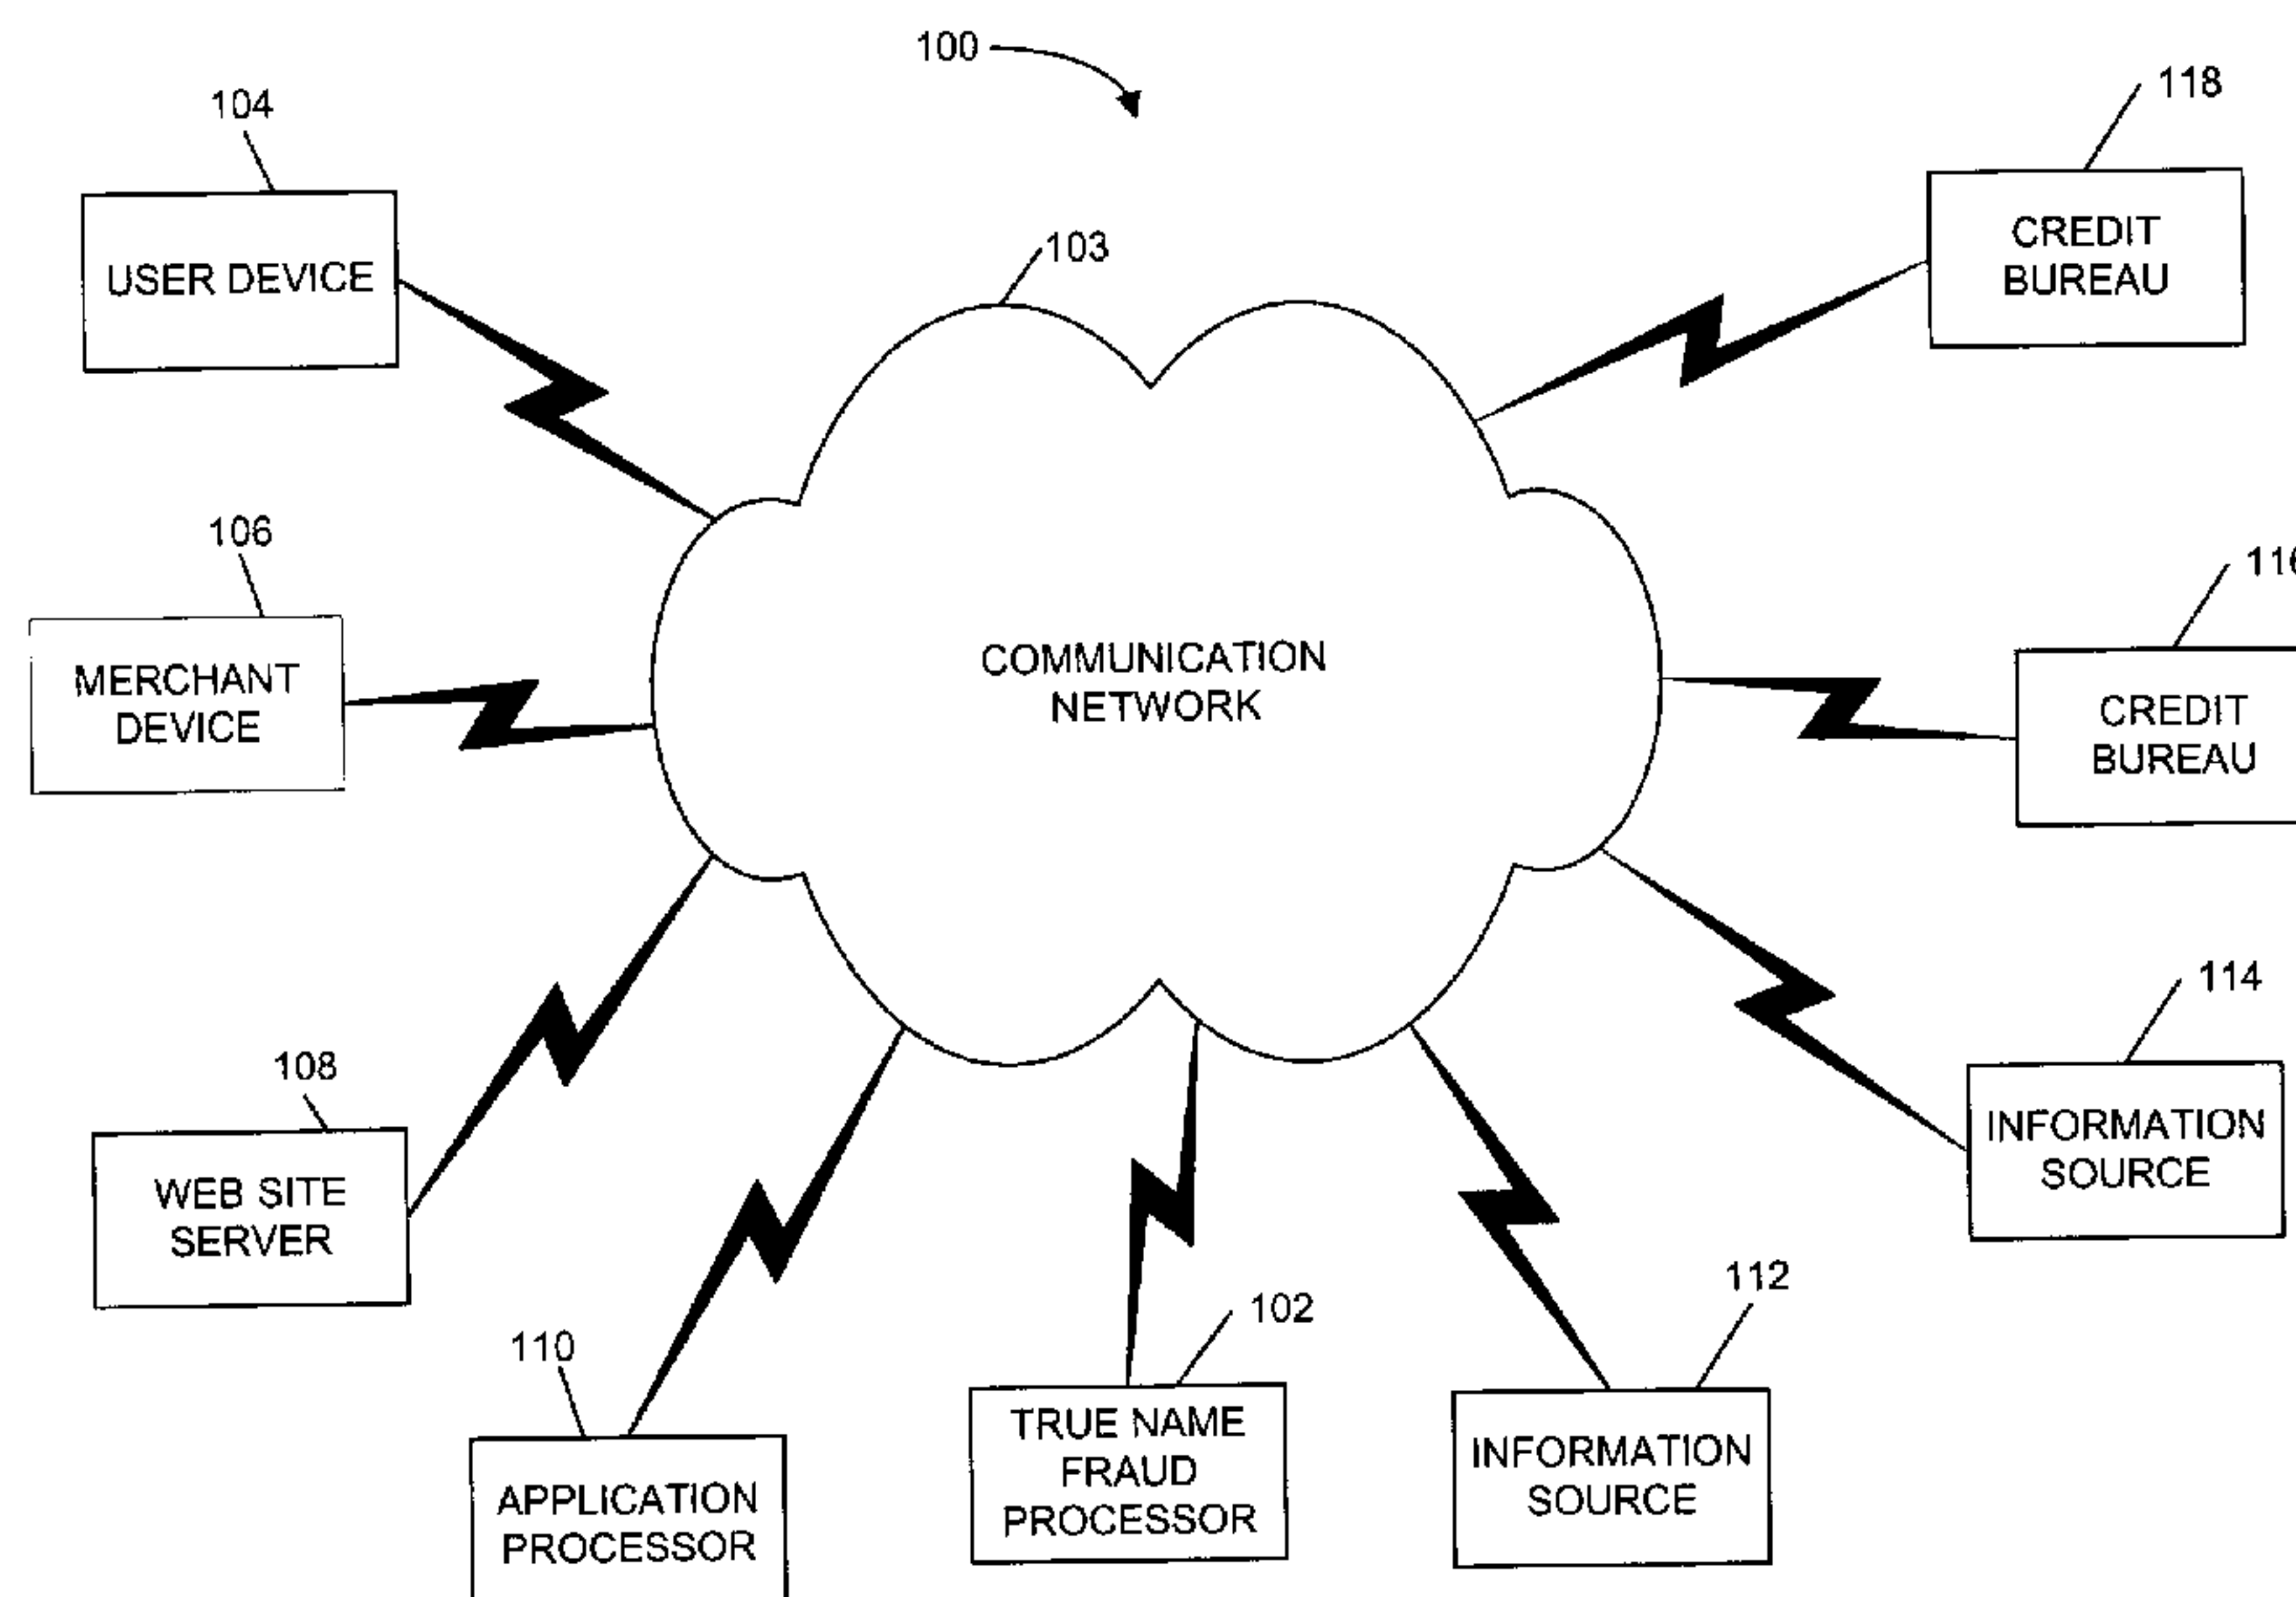 100
118
104
CREDIT
BUREAU
103
USER DEVICE
106
COMMUNICATION
NETWORK
MERCHANT
DEVICE
CREDIT
BUREAU
114
108
INFORMATION
SOURCE
WEB SITE
SERVER
112
102
110
TRUE NAME
FRAUD
PROCESSOR
INFORMATION
SOURCE
APPLICATION
PROCESSOR